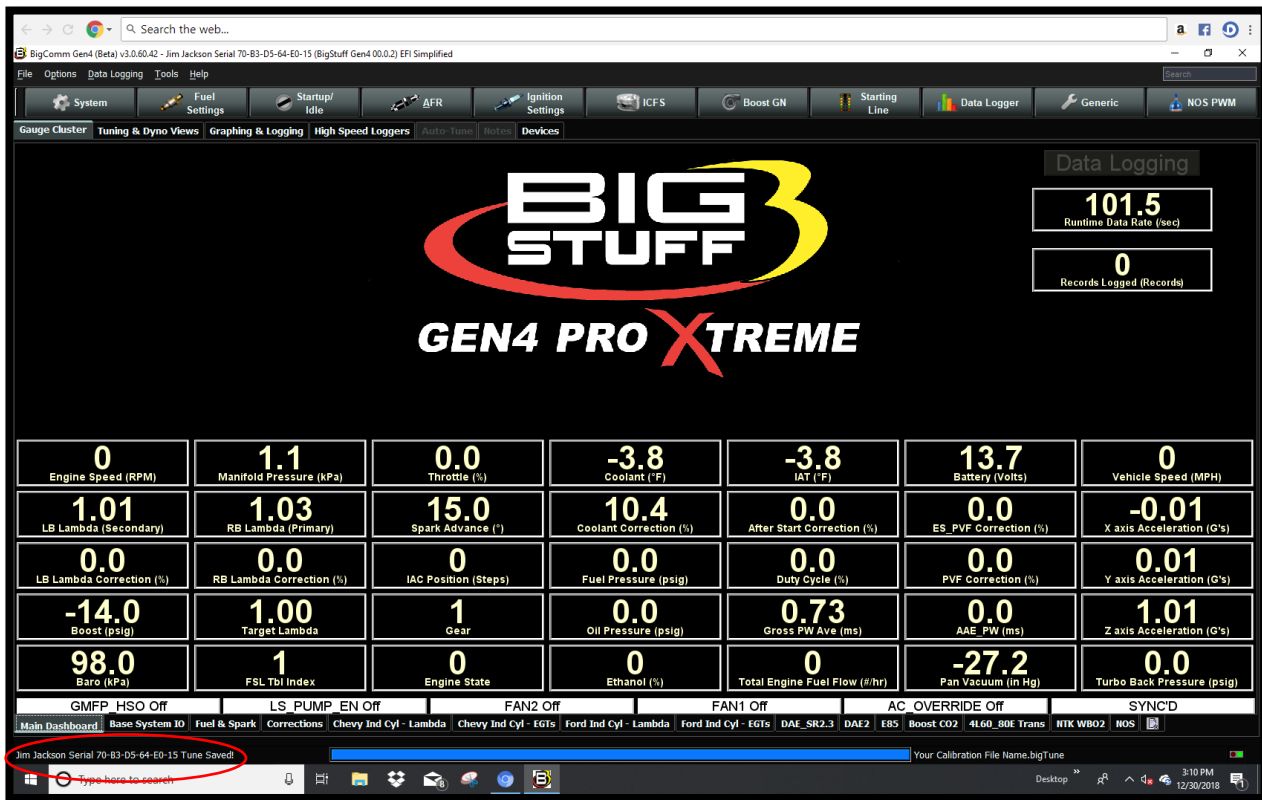 Search the web...
BigComm Gen4 (Beta) v3.0.60.42 - Jim Jackson Serial 70-B3-D5-64-E0-15 (BigStuff Gen4 00.0.2) EFI Simplified
File Options Data Logging Tools Help Search
System Fuel Settings Startup/ Idle AFR Ignition Settings ICFS Boost GN Starting Line Data Logger Generic NOS PWM
Gauge Cluster Tuning & Dyno Views Graphing & Logging High Speed Loggers Auto-Tune Notes Devices
Data Logging
BIG 3
STUFF
GEN4 PRO XTREME
101.5
Runtime Data Rate (/sec)
0
Records Logged (Records)
0 1.1 0.0 -3.8 -3.8 13.7 0
Engine Speed (RPM) Manifold Pressure (kPa) Throttle (%) Coolant (°F) IAT (°F) Battery (Volts) Vehicle Speed (MPH)
1.01 1.03 15.0 10.4 0.0 0.0 -0.01
LB Lambda (Secondary) RB Lambda (Primary) Spark Advance (°) Coolant Correction (%) After Start Correction (%) ES_PVF Correction (%) X axis Acceleration (G's)
0.0 0.0 0 0.0 0.0 0.0 0.01
LB Lambda Correction (%) RB Lambda Correction (%) IAC Position (Steps) Fuel Pressure (psig) Duty Cycle (%) PVF Correction (%) Y axis Acceleration (G's)
-14.0 1.00 1 0.0 0.73 0.0 1.01
Boost (psig) Target Lambda Gear Oil Pressure (psig) Gross PW Ave (ms) AAE_PW (ms) Z axis Acceleration (G's)
98.0 1 0 0 0 -27.2 0.0
Baro (kPa) FSL Tbl Index Engine State Ethanol (%) Total Engine Fuel Flow (#/hr) Pan Vacuum (in Hg) Turbo Back Pressure (psig)
GMFP_HSO Off LS_PUMP_EN Off FAN2 Off FAN1 Off AC_OVERRIDE Off SYNC'D
Main Dashboard Base System IO Fuel & Spark Corrections Chevy Ind Cyl - Lambda Chevy Ind Cyl - EGTs Ford Ind Cyl - Lambda Ford Ind Cyl - EGTs DAE_SR2.3 DAE2 E85 Boost CO2 4L60_80E Trans NTK WBO2 NOS
Jim Jackson Serial 70-B3-D5-64-E0-15 Tune Saved! Your Calibration File Name.bigTune
Type here to search Desktop 3:10 PM
12/30/2018